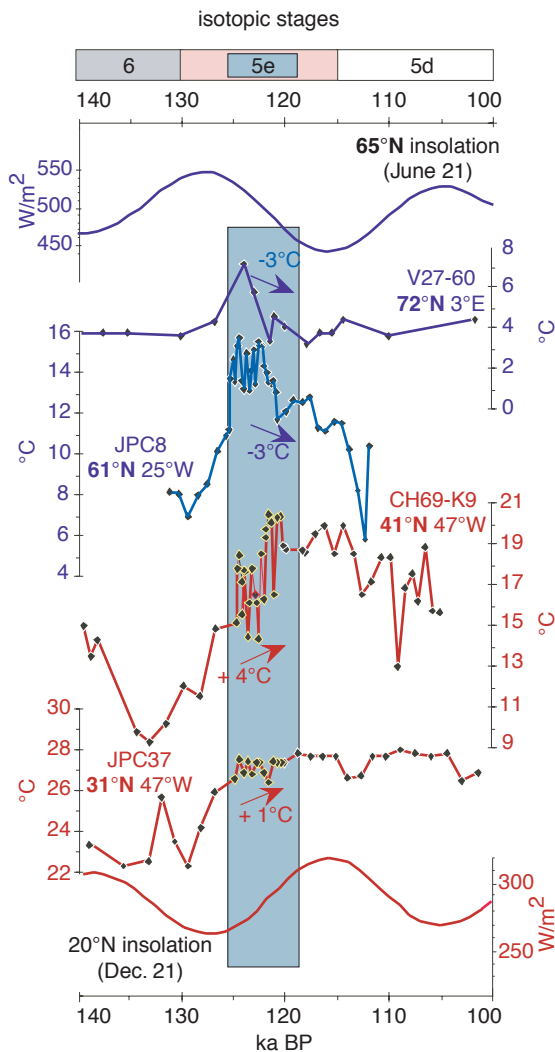 isotopic stages
6 5e 5d
140 130 120 110 100
65°N insolation
(June 21)
W/m2
550
500
450
-3°C
V27-60
72°N 3°E
8
6
4
2
0
°C
16
14
12
10
8
6
4
°C
JPC8
61°N 25°W
-3°C
CH69-K9
41°N 47°W
21
19
17
15
13
11
9
°C
+ 4°C
30
28
26
24
22
°C
JPC37
31°N 47°W
+ 1°C
300
250
W/m2
20°N insolation
(Dec. 21)
140 130 120 110 100
ka BP